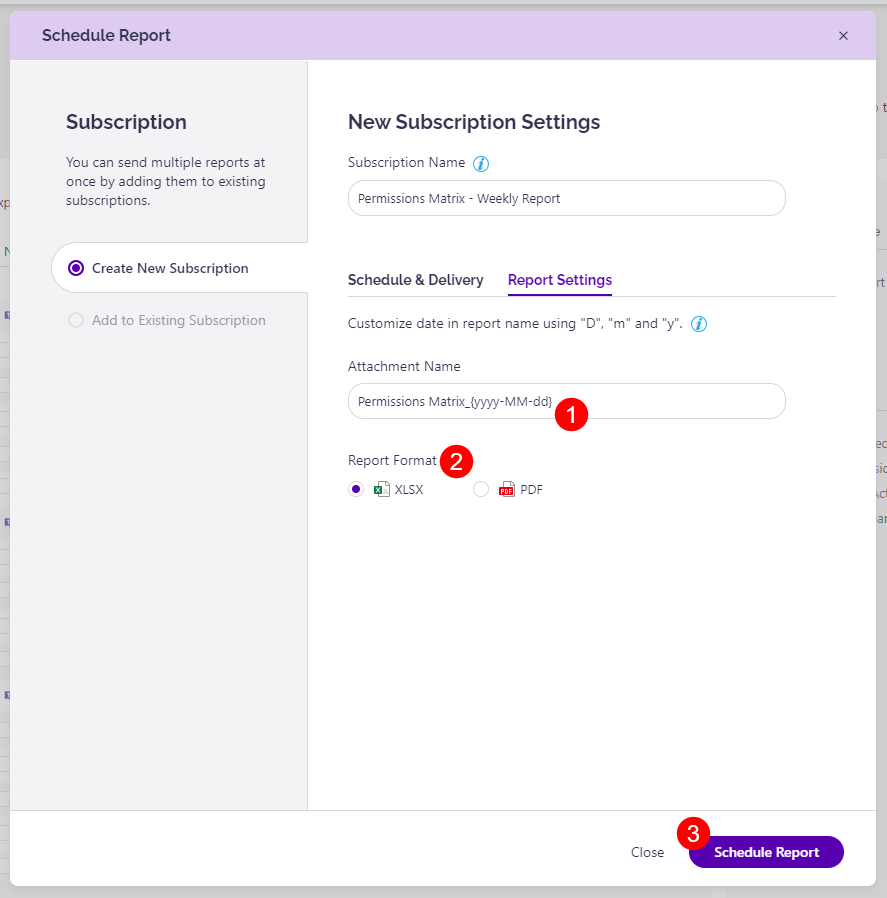 Schedule Report
Subscription
You can send multiple reports at
once by adding them to existing
subscriptions.
Create New Subscription
Add to Existing Subscription
New Subscription Settings
Subscription Name i
Permissions Matrix - Weekly Report
Schedule & Delivery Report Settings
Customize date in report name using "D", "m" and "y". i
Attachment Name
Permissions Matrix_{yyyy-MM-dd}
1
Report Format 2
XLSX PDF PDF
3
Close Schedule Report